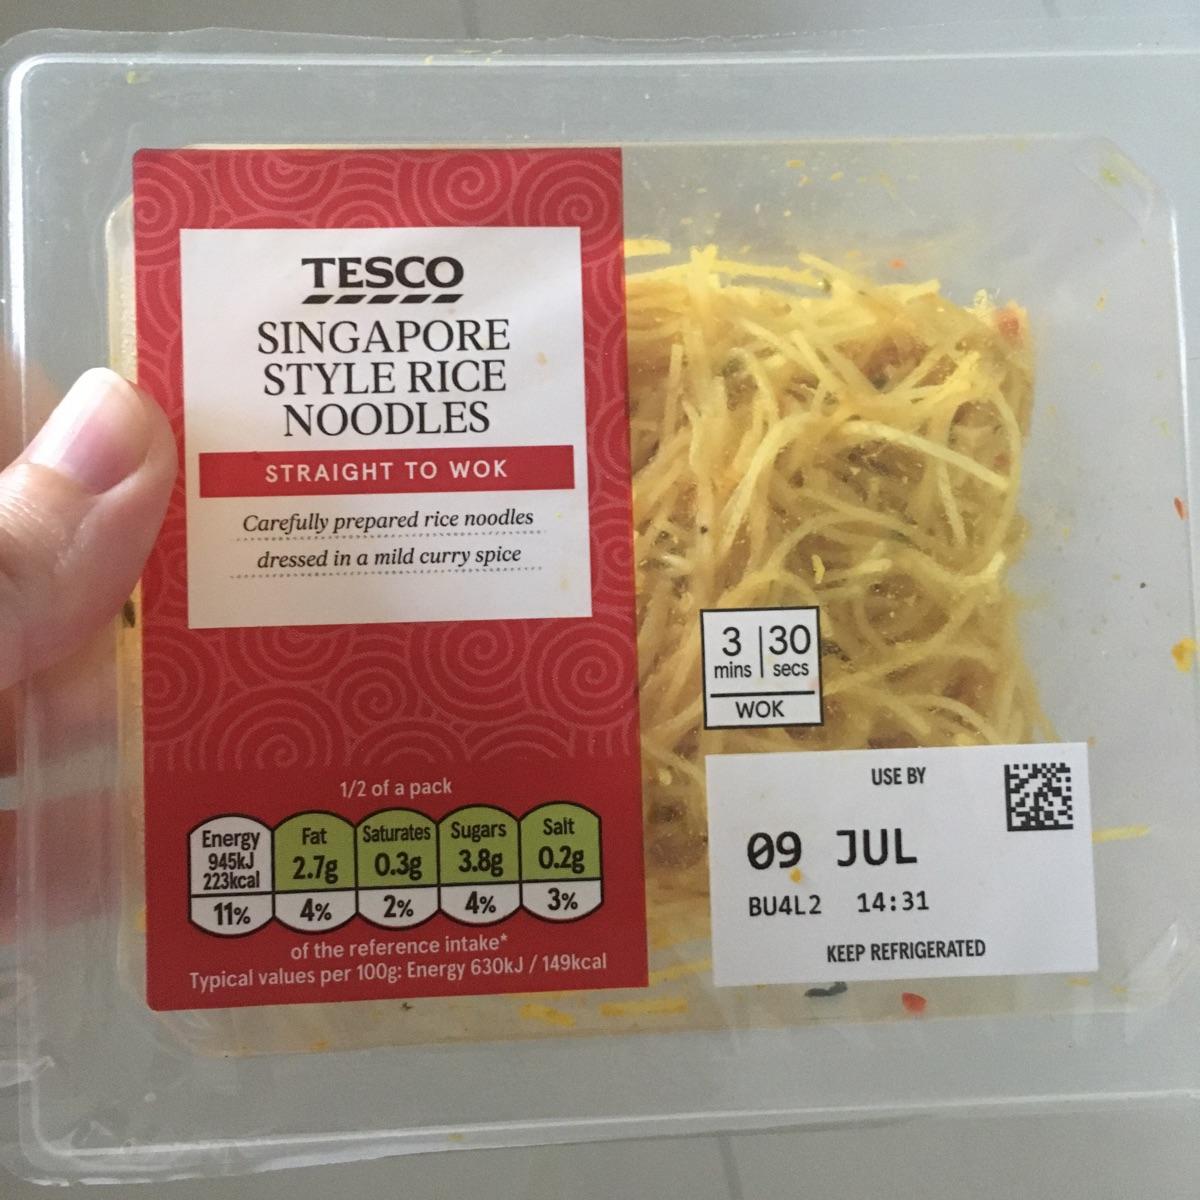 TESCO
SINGAPORE
STYLE RICE
NOODLES
STRAIGHT TO WOK
Carefully prepared rice noodles
dressed in a mild curry spice
1/2 of a pack
Energy
945kJ
223kcal
11%
Fat
2.7g
4%
Saturates
0.3g
2%
Sugars
3.8g
4%
Salt
0.2g
3%
of the reference intake*
Typical values per 100g: Energy 630kJ / 149kcal
3 | 30
mins | secs
WOK
USE BY
09 JUL
BU4L2 14:31
KEEP REFRIGERATED